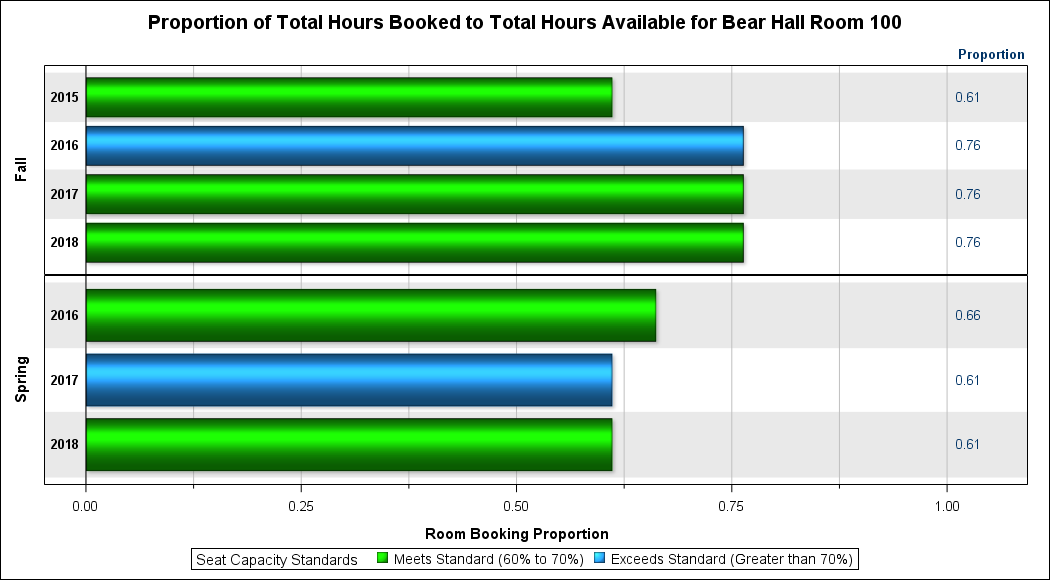 Proportion of Total Hours Booked to Total Hours Available for Bear Hall Room 100
Proportion
Fall
2015 0.61
2016 0.76
2017 0.76
2018 0.76
Spring
2016 0.66
2017 0.61
2018 0.61
0.00 0.25 0.50 0.75 1.00
Room Booking Proportion
Seat Capacity Standards Meets Standard (60% to 70%) Exceeds Standard (Greater than 70%)